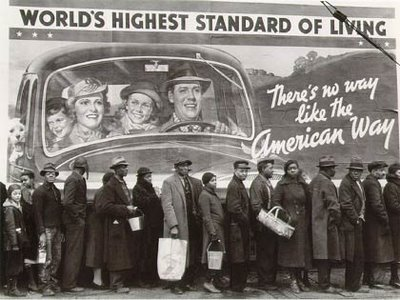 WORLD'S HIGHEST STANDARD OF LIVING
There's no way
like the
American Way